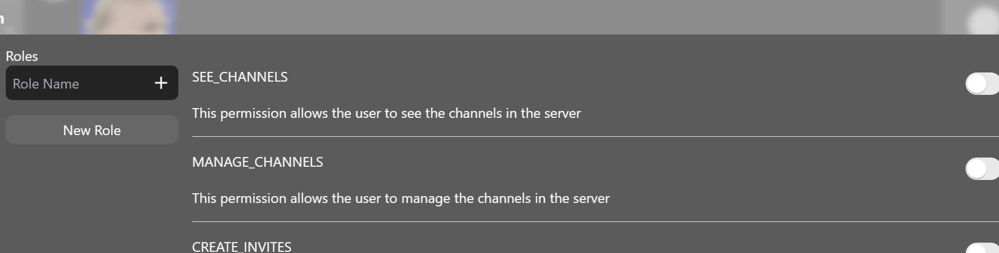 Roles
Role Name
New Role
SEE_CHANNELS
This permission allows the user to see the channels in the server
MANAGE_CHANNELS
This permission allows the user to manage the channels in the server
CREATE_INVITES